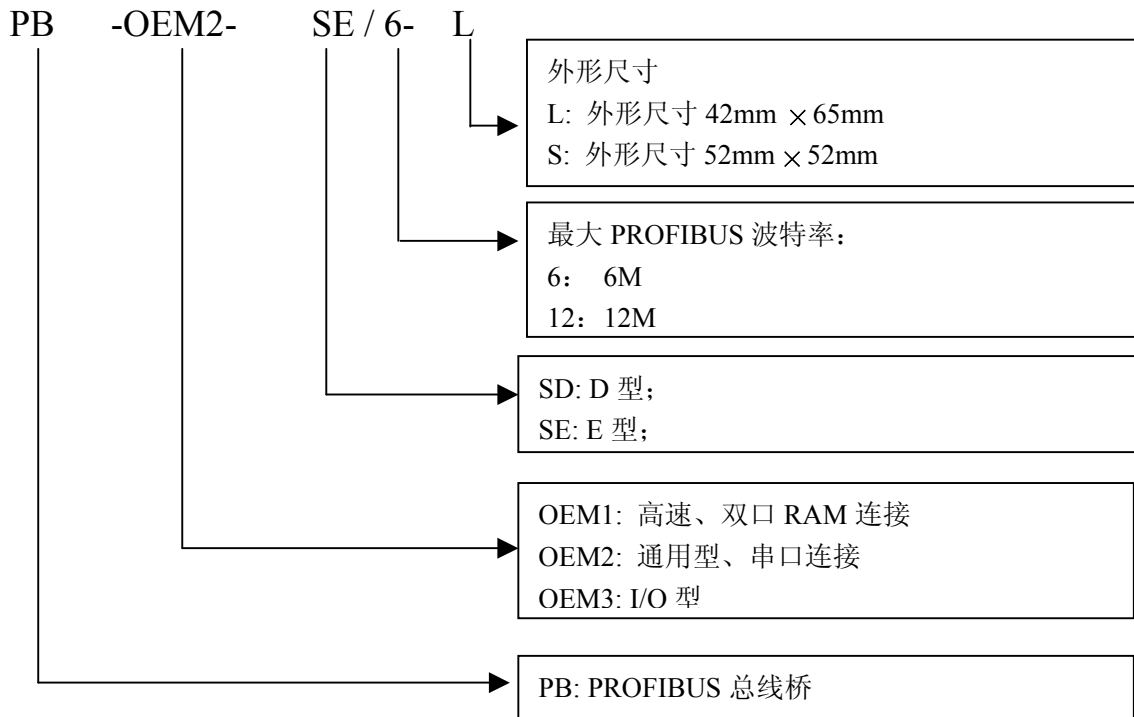 PB -OEM2- SE / 6- L
外形尺寸
L: 外形尺寸 42mm ×65mm
S: 外形尺寸 52mm × 52mm
最大 PROFIBUS 波特率：
6： 6M
12：12M
SD: D 型；
SE: E 型；
OEM1: 高速、双口 RAM 连接
OEM2: 通用型、串口连接
OEM3: I/O 型
PB: PROFIBUS 总线桥